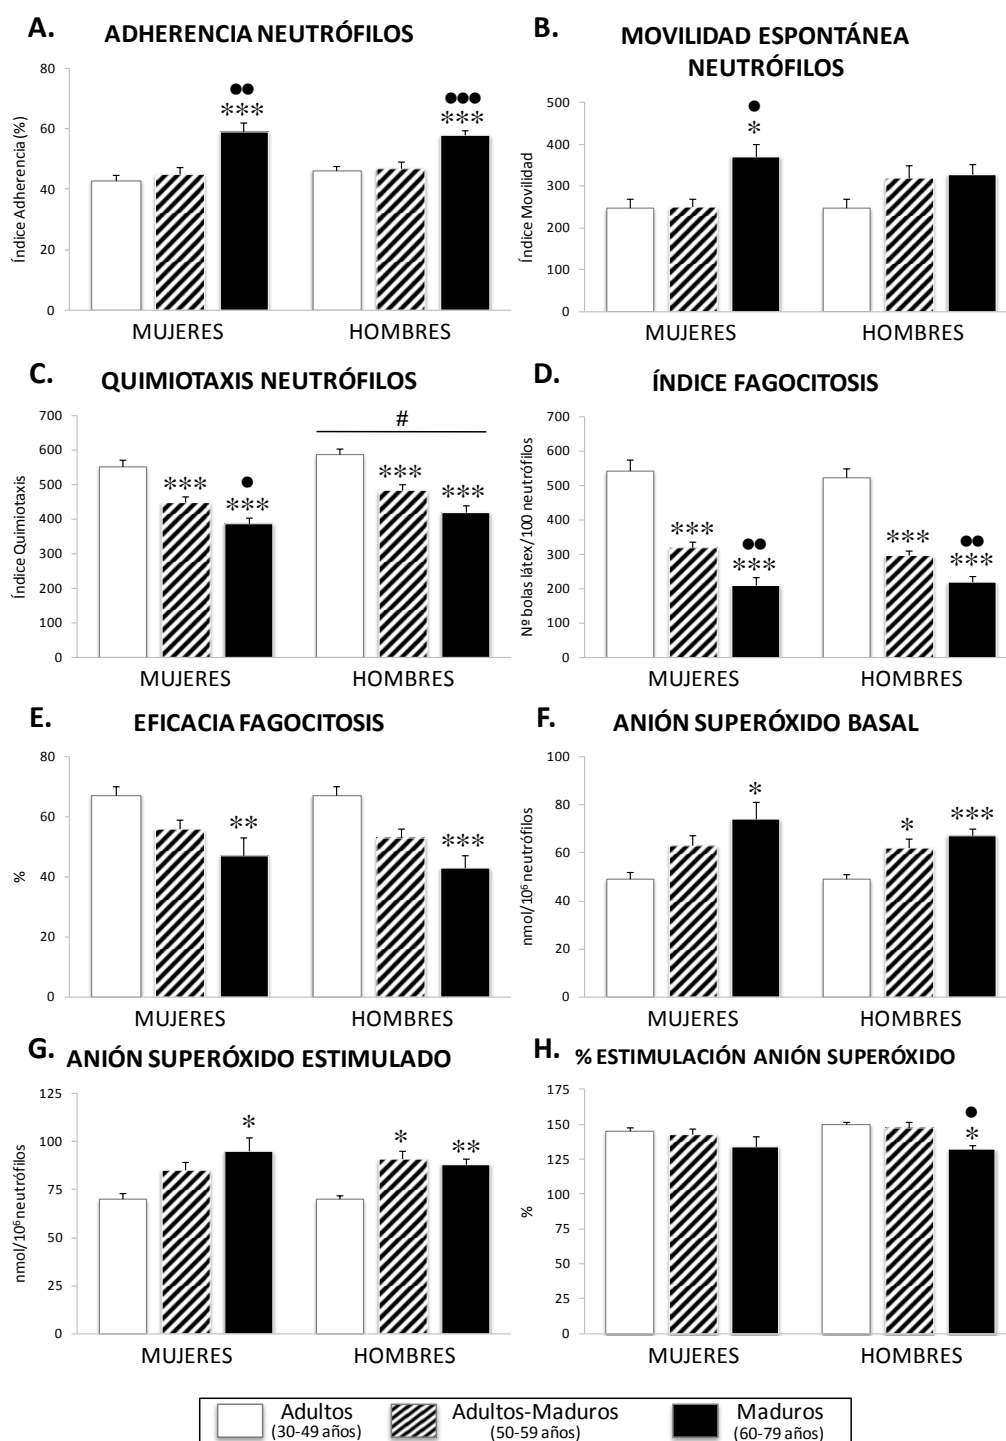 A. ADHERENCIA NEUTRÓFILOS
Índice Adherencia (%)
80
60
40
20
0
●● ●●●
*** ***
MUJERES HOMBRES
B. MOVILIDAD ESPONTÁNEA
NEUTRÓFILOS
Índice Movilidad
500
400
300
200
100
0
●
*
MUJERES HOMBRES
C. QUIMIOTAXIS NEUTRÓFILOS
Índice Quimiotaxis
700
600
500
400
300
200
100
0
#
*** ● ***
*** ***
MUJERES HOMBRES
D. ÍNDICE FAGOCITOSIS
Nº bolas látex/100 neutrófilos
700
600
500
400
300
200
100
0
*** ●● *** ●●
*** ***
MUJERES HOMBRES
E. EFICACIA FAGOCITOSIS
%
80
60
40
20
0
** ***
MUJERES HOMBRES
F. ANIÓN SUPERÓXIDO BASAL
nmol/10⁶ neutrófilos
100
80
60
40
20
0
* * ***
MUJERES HOMBRES
G. ANIÓN SUPERÓXIDO ESTIMULADO
nmol/10⁶ neutrófilos
125
100
75
50
25
0
* * **
MUJERES HOMBRES
H. % ESTIMULACIÓN ANIÓN SUPERÓXIDO
%
175
150
125
100
75
50
25
0
●
*
MUJERES HOMBRES
Adultos Adultos-Maduros Maduros
(30-49 años) (50-59 años) (60-79 años)